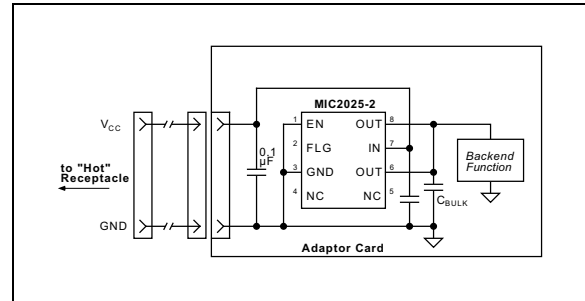 V_CC
to "Hot"
Receptacle
GND
0.1
µF
MIC2025-2
1 EN OUT 8
2 FLG IN 7
3 GND OUT 6
4 NC NC 5
C_BULK
Backend
Function
Adaptor Card